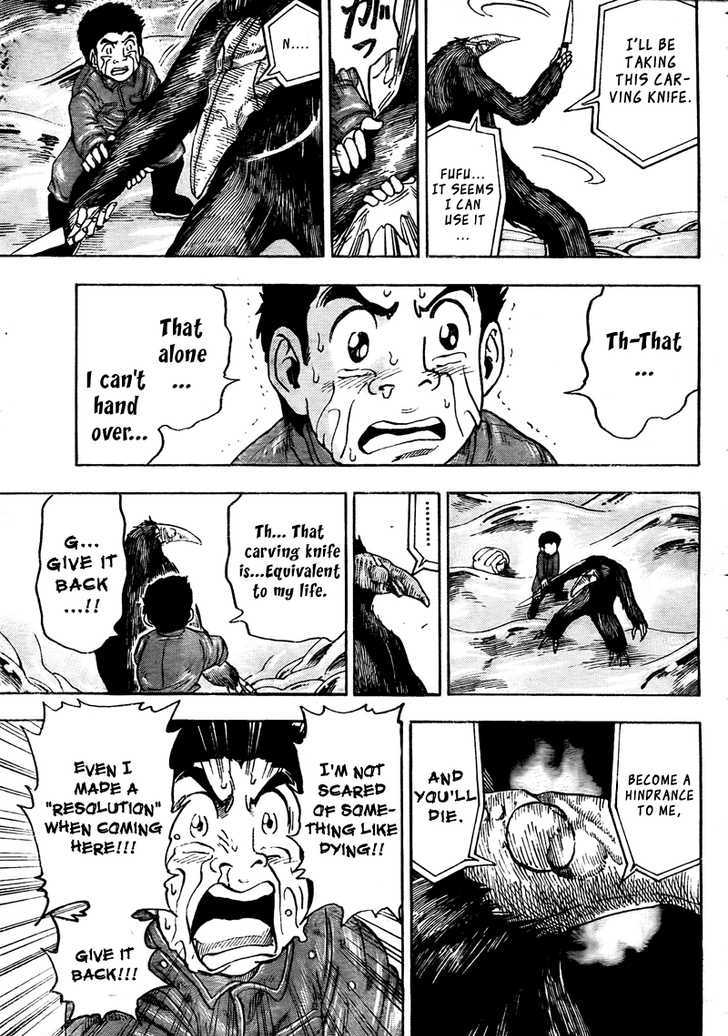 I'LL BE
TAKING
THIS CAR-
VING KNIFE.
FUFU...
IT SEEMS
I CAN
USE IT
...
ガッ
N....
Th-That
...
That
alone
...
I can't
hand
over...
.........
Th... That
carving knife
is...Equivalent
to my life.
G...
GIVE IT
BACK
...!!
BECOME A
HINDRANCE
TO ME,
AND
YOU'LL
DIE.
I'M NOT
SCARED
OF SOME-
THING LIKE
DYING!!
EVEN I
MADE A
"RESOLUTION"
WHEN COMING
HERE!!!
GIVE IT
BACK!!!